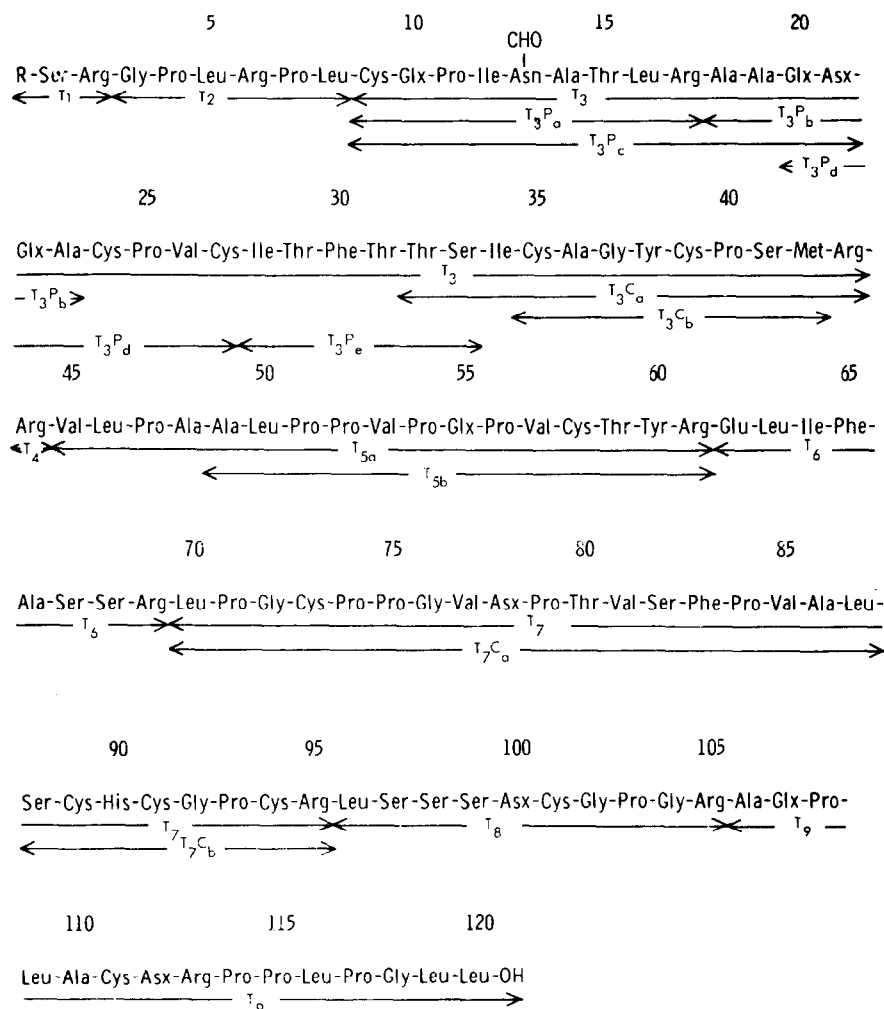 5 10 15 20
CHO
R-Ser-Arg-Gly-Pro-Leu-Arg-Pro-Leu-Cys-Glx-Pro-Ile-Asn-Ala-Thr-Leu-Arg-Ala-Ala-Glx-Asx-
T1 T2 T3
T3Pa T3Pb
T3Pc T3Pd
25 30 35 40
Glx-Ala-Cys-Pro-Val-Cys-Ile-Thr-Phe-Thr-Thr-Ser-Ile-Cys-Ala-Gly-Tyr-Cys-Pro-Ser-Met-Arg-
T3
T3Pb T3Ca
T3Cb
T3Pd T3Pe
45 50 55 60 65
Arg-Val-Leu-Pro-Ala-Ala-Leu-Pro-Pro-Val-Pro-Glx-Pro-Val-Cys-Thr-Tyr-Arg-Glu-Leu-Ile-Phe-
T4 T5a T6
T5b
70 75 80 85
Ala-Ser-Ser-Arg-Leu-Pro-Gly-Cys-Pro-Pro-Gly-Val-Asx-Pro-Thr-Val-Ser-Phe-Pro-Val-Ala-Leu-
T6 T7
T7Ca
90 95 100 105
Ser-Cys-His-Cys-Gly-Pro-Cys-Arg-Leu-Ser-Ser-Ser-Asx-Cys-Gly-Pro-Gly-Arg-Ala-Glx-Pro-
T7 T8 T9
T7Cb
110 115 120
Leu-Ala-Cys-Asx-Arg-Pro-Pro-Leu-Pro-Gly-Leu-Leu-OH
T9